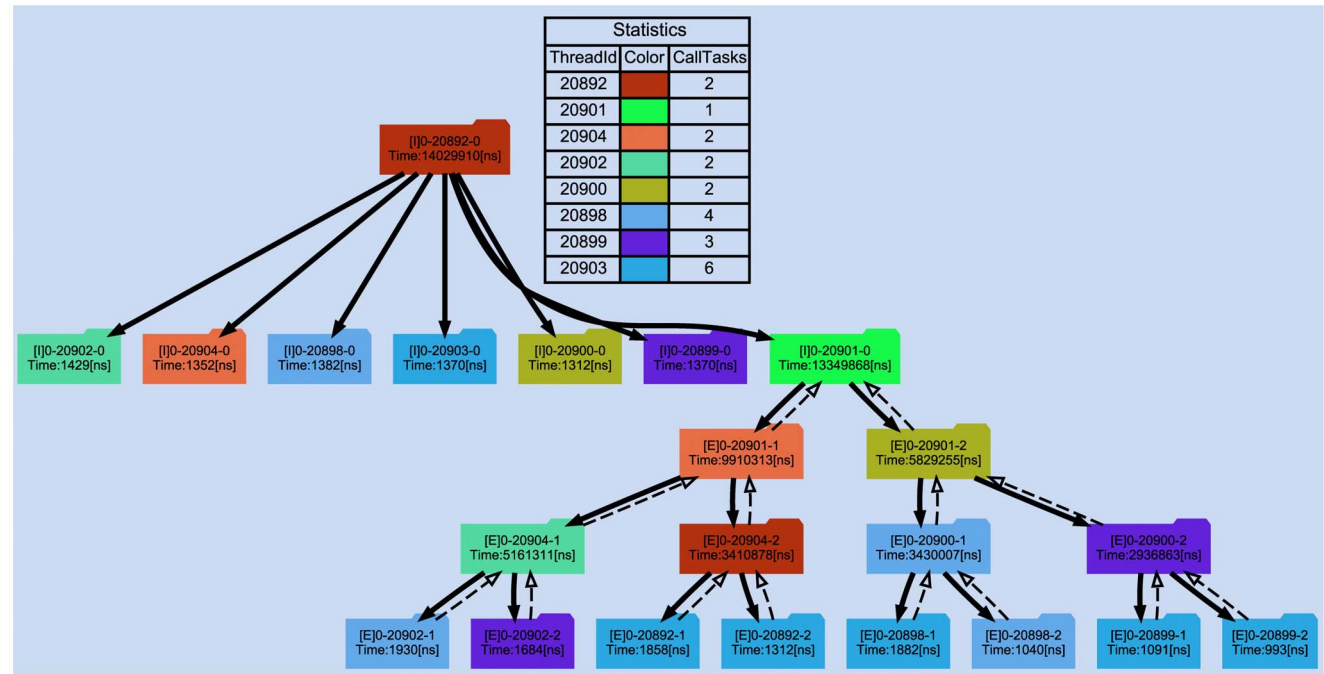 Statistics
ThreadId Color CallTasks
20892 2
20901 1
20904 2
20902 2
20900 2
20898 4
20899 3
20903 6
[I]0-20892-0
Time:14029910[ns]
[I]0-20902-0
Time:1429[ns]
[I]0-20904-0
Time:1352[ns]
[I]0-20898-0
Time:1382[ns]
[I]0-20903-0
Time:1370[ns]
[I]0-20900-0
Time:1312[ns]
[I]0-20899-0
Time:1370[ns]
[I]0-20901-0
Time:13349868[ns]
[E]0-20901-1
Time:9910313[ns]
[E]0-20901-2
Time:5829255[ns]
[E]0-20904-1
Time:5161311[ns]
[E]0-20904-2
Time:3410878[ns]
[E]0-20900-1
Time:3430007[ns]
[E]0-20900-2
Time:2936863[ns]
[E]0-20902-1
Time:1930[ns]
[E]0-20902-2
Time:1684[ns]
[E]0-20892-1
Time:1858[ns]
[E]0-20892-2
Time:1312[ns]
[E]0-20898-1
Time:1882[ns]
[E]0-20898-2
Time:1040[ns]
[E]0-20899-1
Time:1091[ns]
[E]0-20899-2
Time:993[ns]